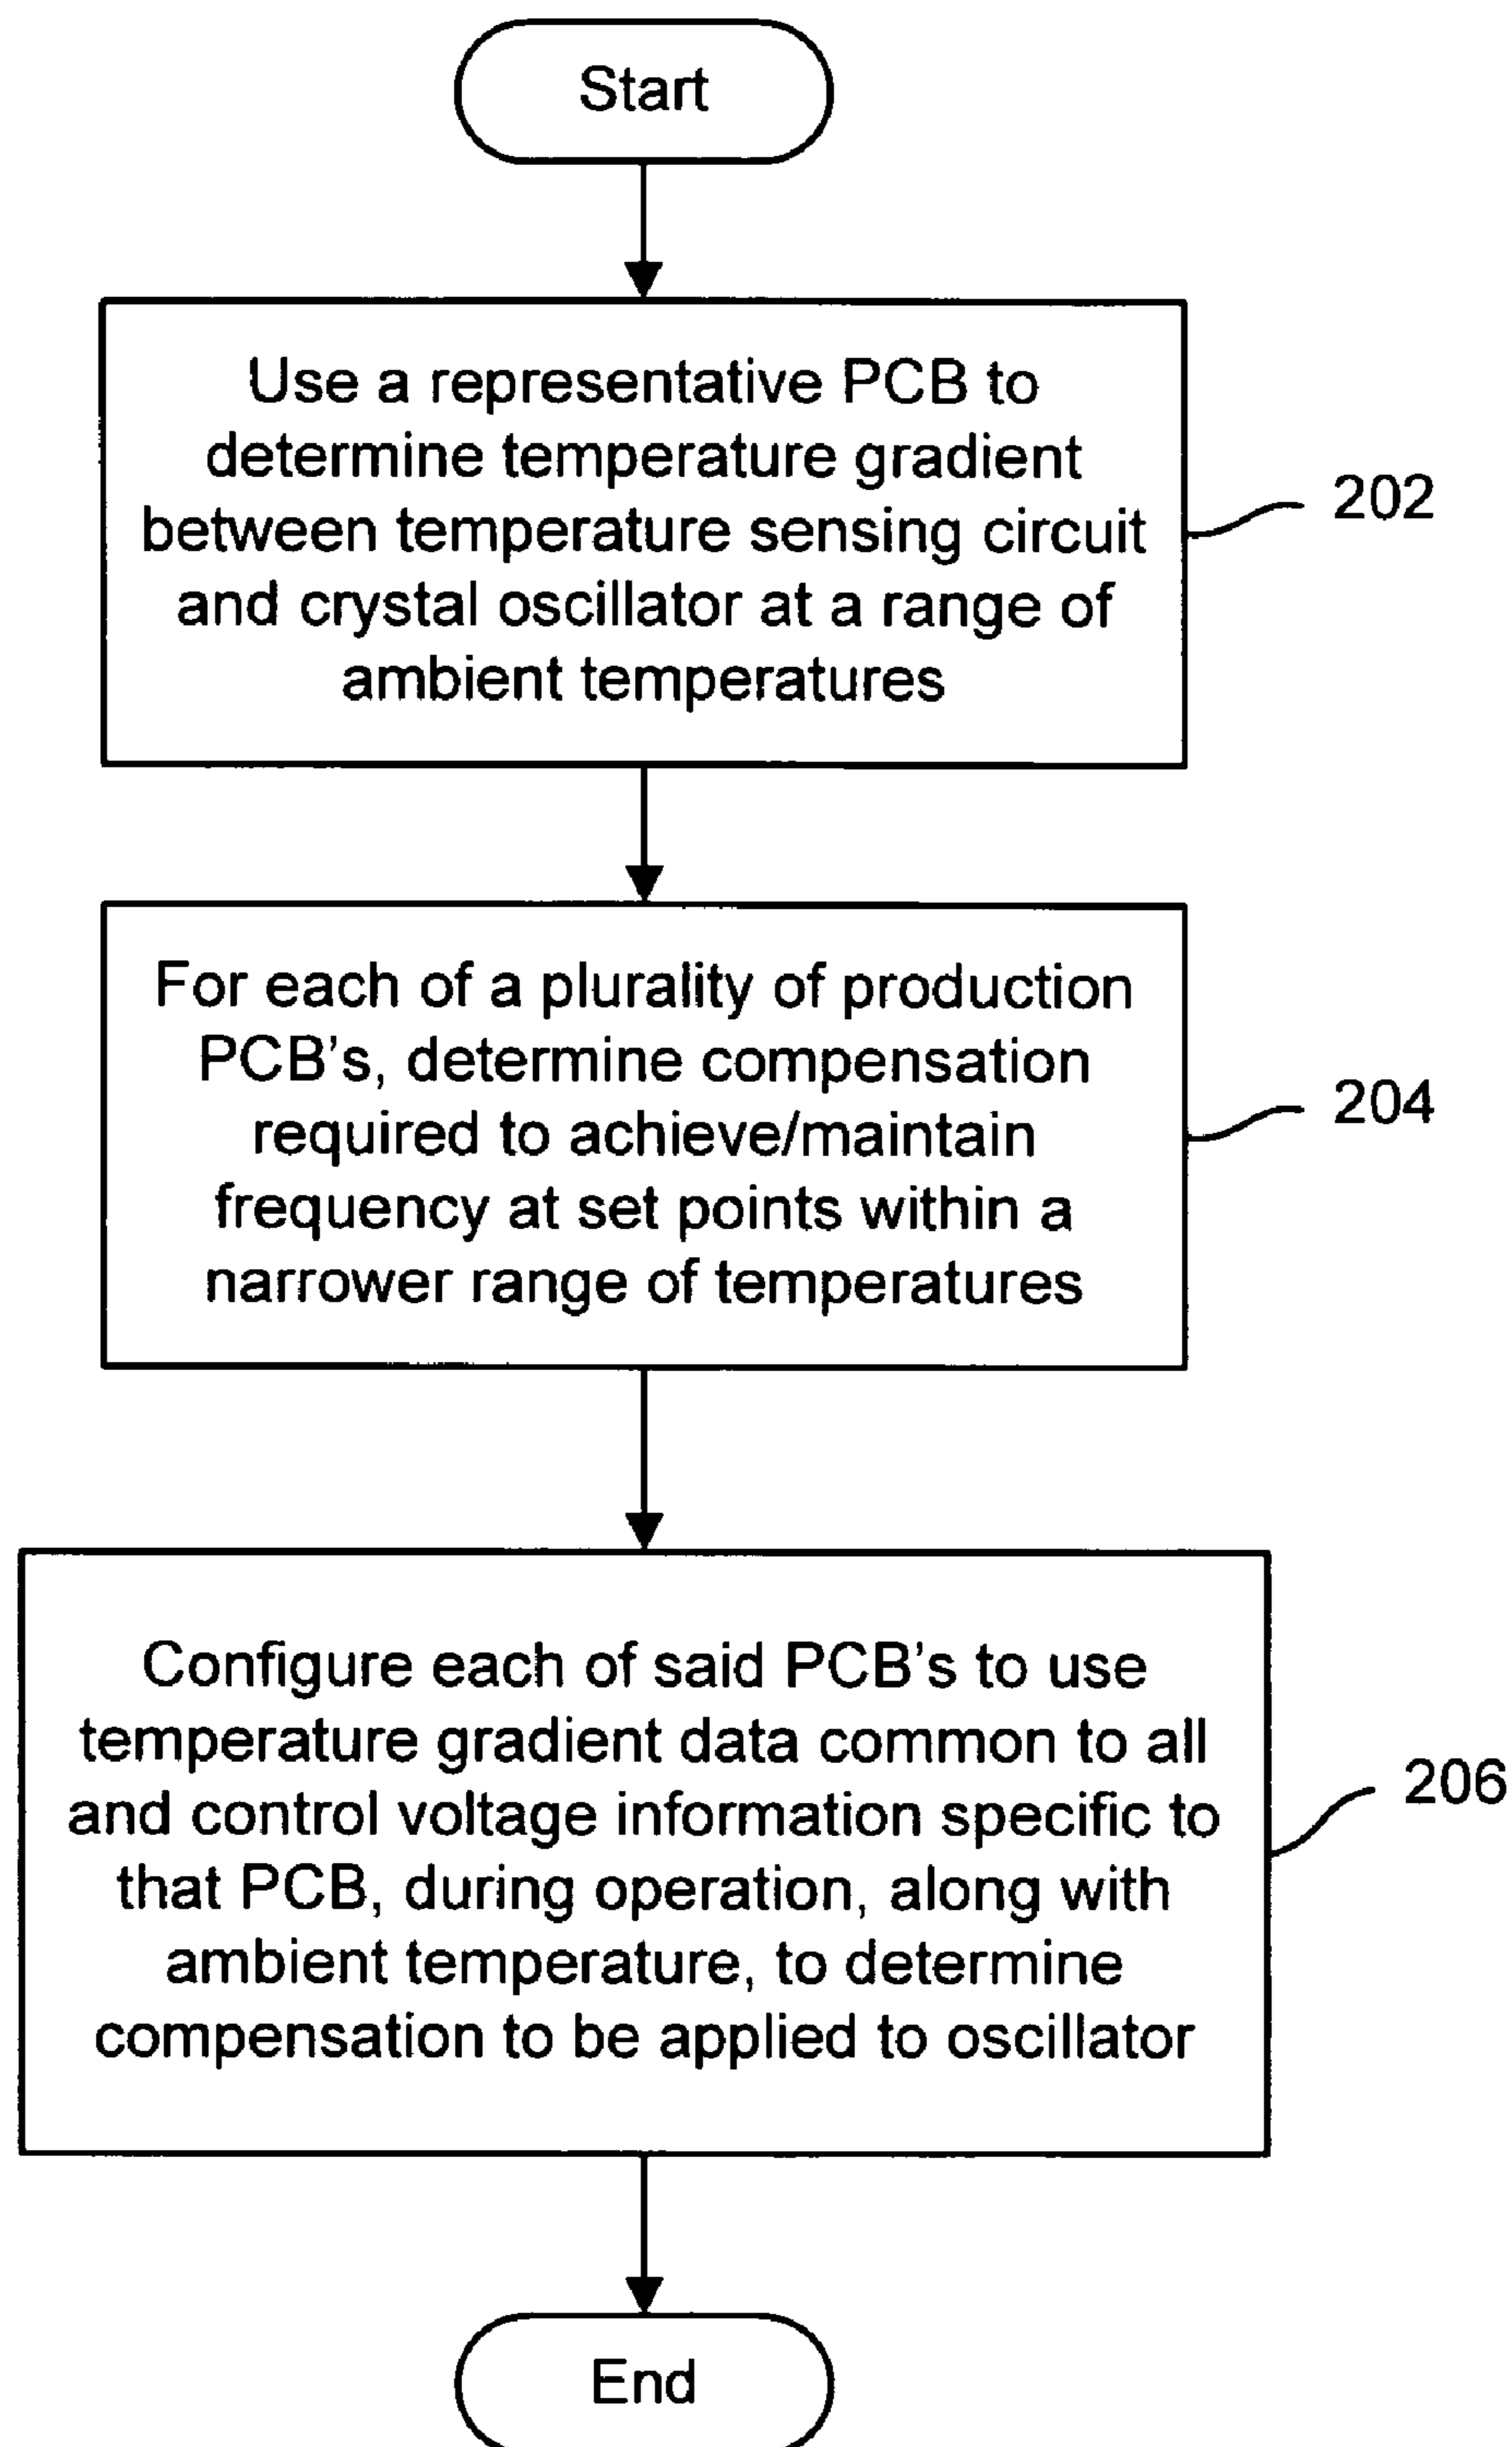 Start
Use a representative PCB to
determine temperature gradient
between temperature sensing circuit
and crystal oscillator at a range of
ambient temperatures
202
For each of a plurality of production
PCB's, determine compensation
required to achieve/maintain
frequency at set points within a
narrower range of temperatures
204
Configure each of said PCB's to use
temperature gradient data common to all
and control voltage information specific to
that PCB, during operation, along with
ambient temperature, to determine
compensation to be applied to oscillator
206
End